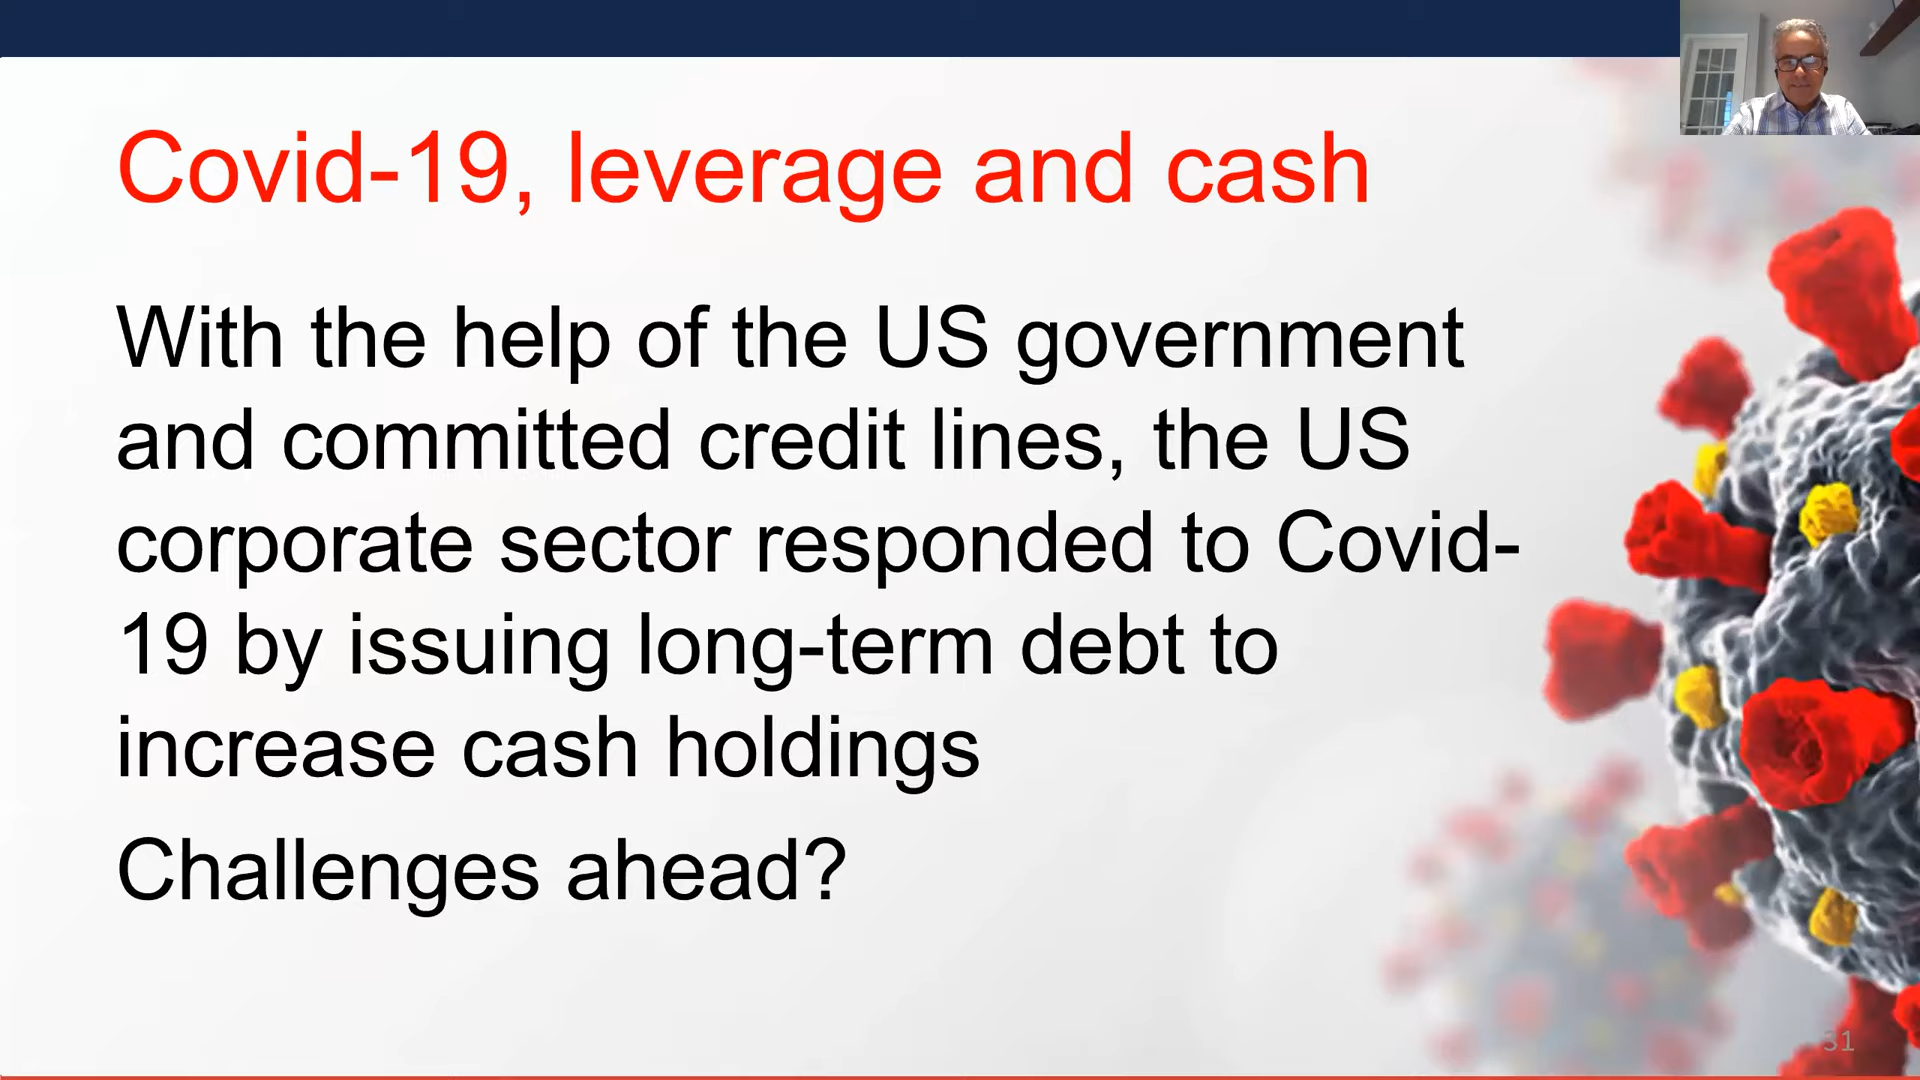 Covid-19, leverage and cash
With the help of the US government
and committed credit lines, the US
corporate sector responded to Covid-
19 by issuing long-term debt to
increase cash holdings
Challenges ahead?
31